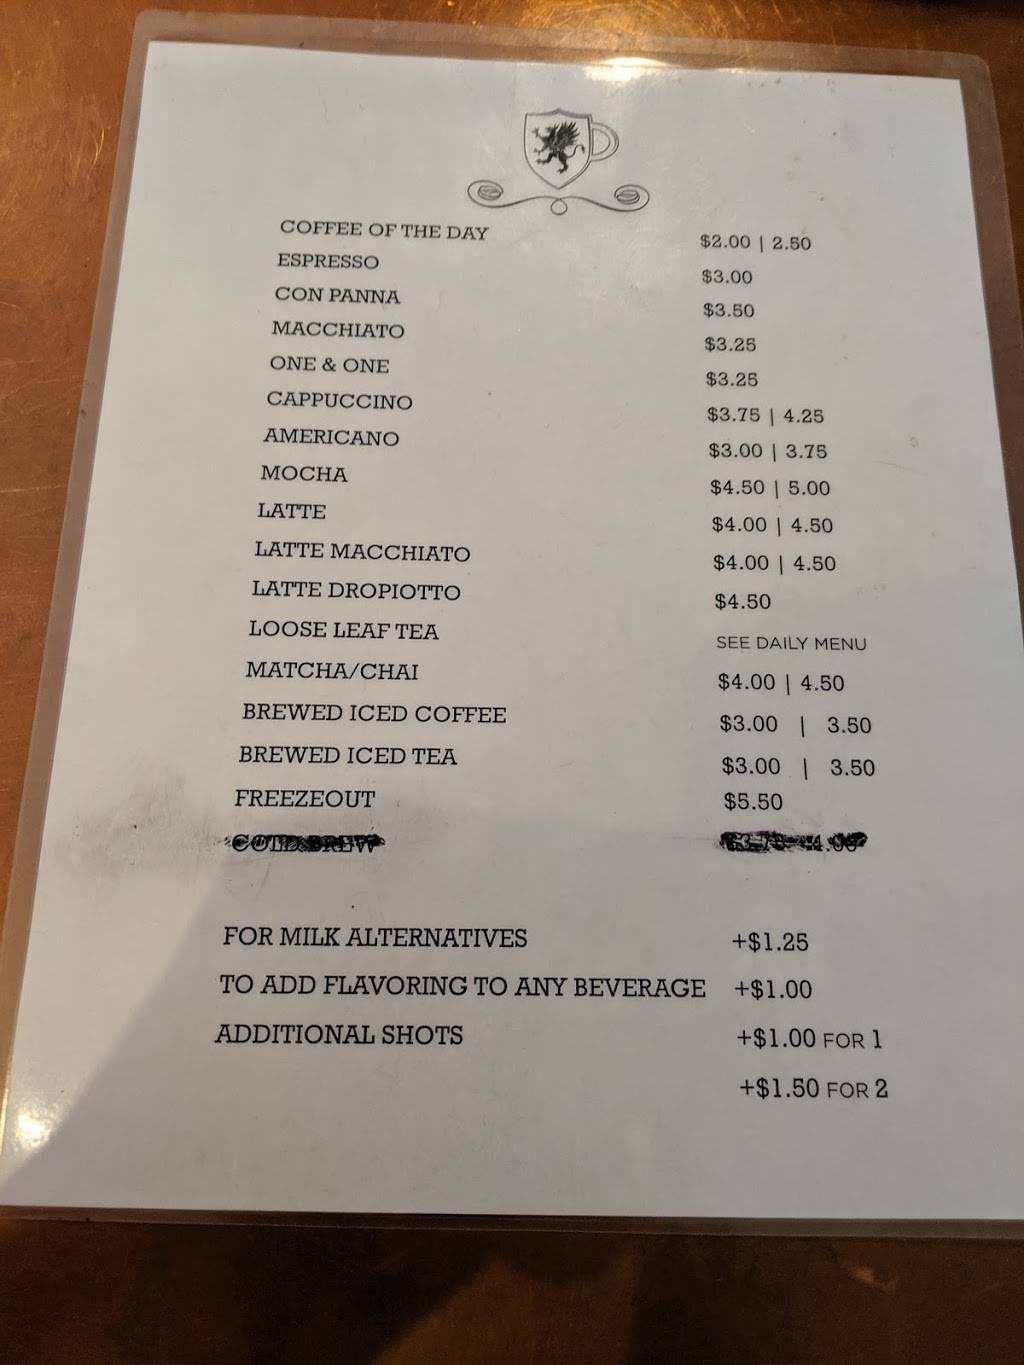 COFFEE OF THE DAY $2.00 | 2.50
ESPRESSO $3.00
CON PANNA $3.50
MACCHIATO $3.25
ONE & ONE $3.25
CAPPUCCINO $3.75 | 4.25
AMERICANO $3.00 | 3.75
MOCHA $4.50 | 5.00
LATTE $4.00 | 4.50
LATTE MACCHIATO $4.00 | 4.50
LATTE DROPIOTTO $4.50
LOOSE LEAF TEA SEE DAILY MENU
MATCHA/CHAI $4.00 | 4.50
BREWED ICED COFFEE $3.00 | 3.50
BREWED ICED TEA $3.00 | 3.50
FREEZEOUT $5.50
COLD BREW
FOR MILK ALTERNATIVES +$1.25
TO ADD FLAVORING TO ANY BEVERAGE +$1.00
ADDITIONAL SHOTS +$1.00 FOR 1
+$1.50 FOR 2